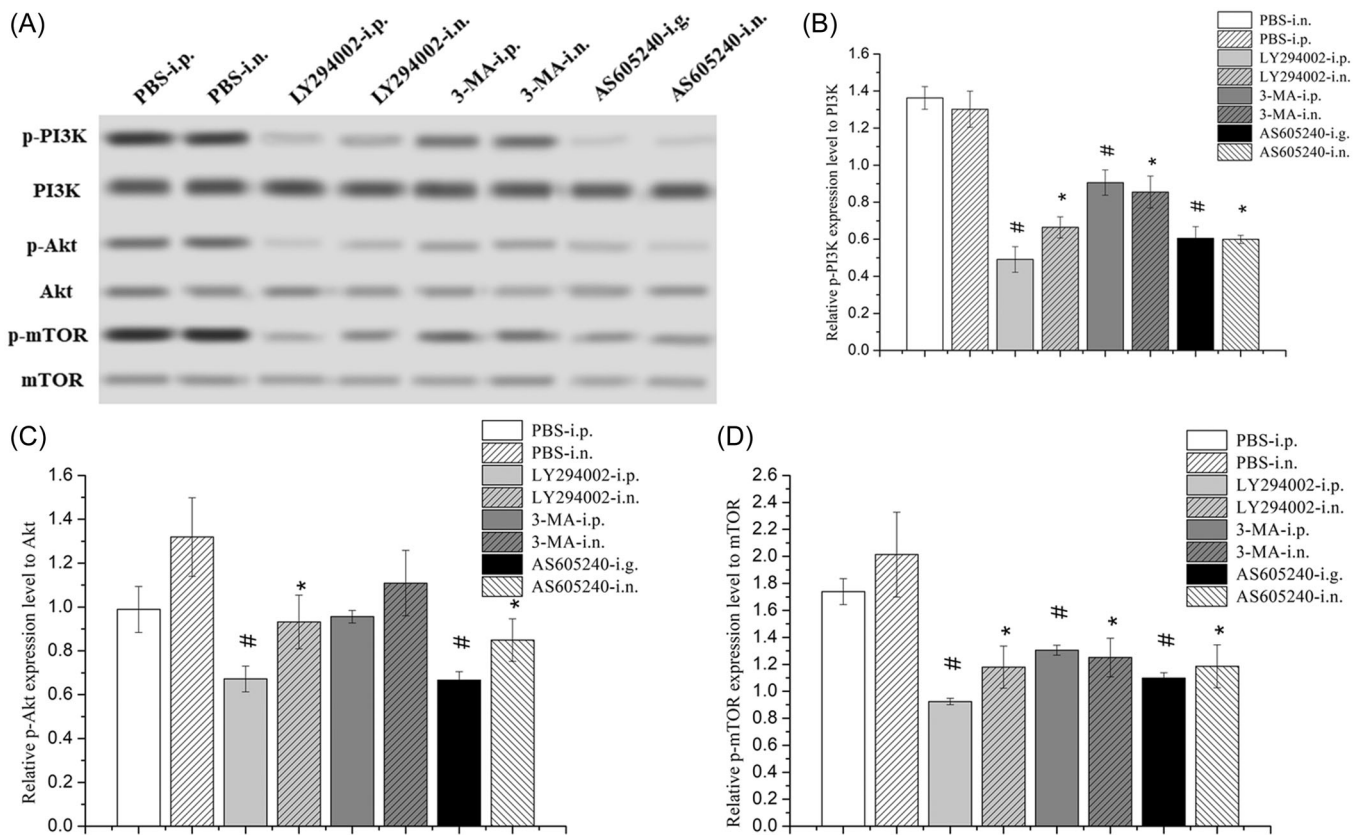 (A)
PBS-i.p.
PBS-i.n.
LY294002-i.p.
LY294002-i.n.
3-MA-i.p.
3-MA-i.n.
AS605240-i.g.
AS605240-i.n.
p-PI3K
PI3K
p-Akt
Akt
p-mTOR
mTOR
(B)
PBS-i.n.
PBS-i.p.
LY294002-i.p.
LY294002-i.n.
3-MA-i.p.
3-MA-i.n.
AS605240-i.g.
AS605240-i.n.
Relative p-PI3K expression level to PI3K
1.4
1.6
1.2
1.0
0.8
0.6
0.4
0.2
0.0
#
*
#
*
#
*
(C)
PBS-i.p.
PBS-i.n.
LY294002-i.p.
LY294002-i.n.
3-MA-i.p.
3-MA-i.n.
AS605240-i.g.
AS605240-i.n.
Relative p-Akt expression level to Akt
1.6
1.4
1.2
1.0
0.8
0.6
0.4
0.2
0.0
#
*
#
*
(D)
PBS-i.p.
PBS-i.n.
LY294002-i.p.
LY294002-i.n.
3-MA-i.p.
3-MA-i.n.
AS605240-i.g.
AS605240-i.n.
Relative p-mTOR expression level to mTOR
2.6
2.4
2.2
2.0
1.8
1.6
1.4
1.2
1.0
0.8
0.6
0.4
0.2
0.0
#
*
#
*
#
*